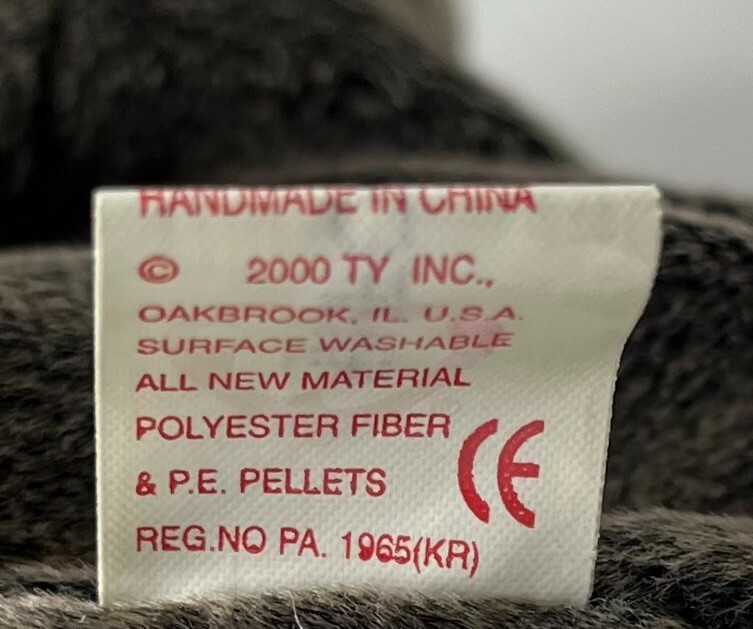 HANDMADE IN CHINA
© 2000 TY INC.,
OAKBROOK, IL. U.S.A.
SURFACE WASHABLE
ALL NEW MATERIAL
POLYESTER FIBER
& P.E. PELLETS
CE
REG.NO PA. 1965(KR)